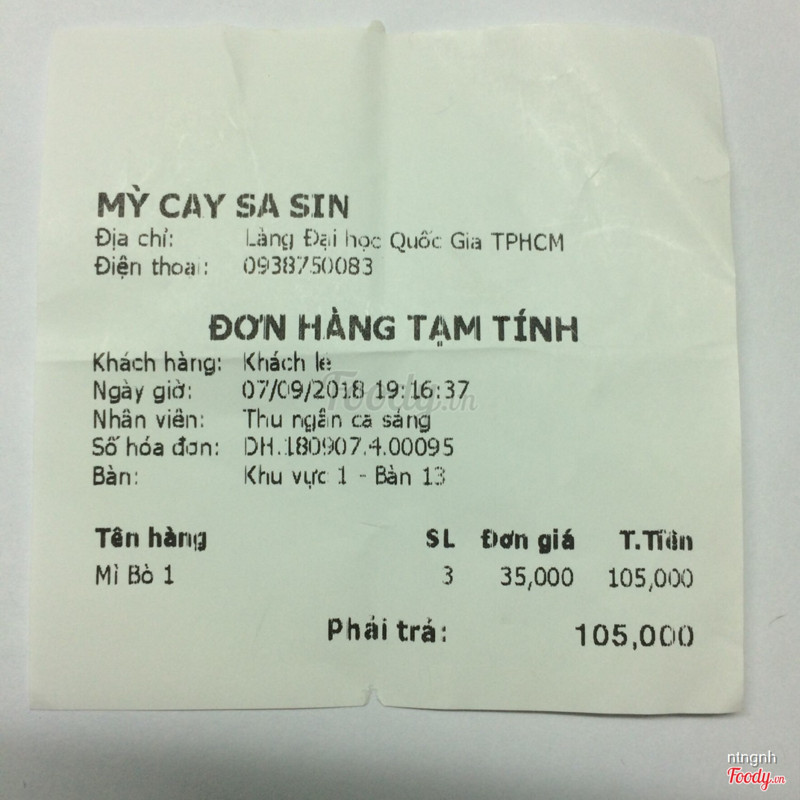 MỲ CAY SA SIN
Địa chỉ: Làng Đại học Quốc Gia TPHCM
Điện thoại: 0938750083
ĐƠN HÀNG TẠM TÍNH
Khách hàng: Khách lẻ
Ngày giờ: 07/09/2018 19:16:37
Nhân viên: Thu ngân ca sáng
Số hóa đơn: DH.180907.4.00095
Bàn: Khu vực 1 - Bàn 13
Tên hàng SL Đơn giá T.Tiền
Mì Bò 1 3 35,000 105,000
Phải trả: 105,000
Foody.vn
ntngnh
Foody.vn